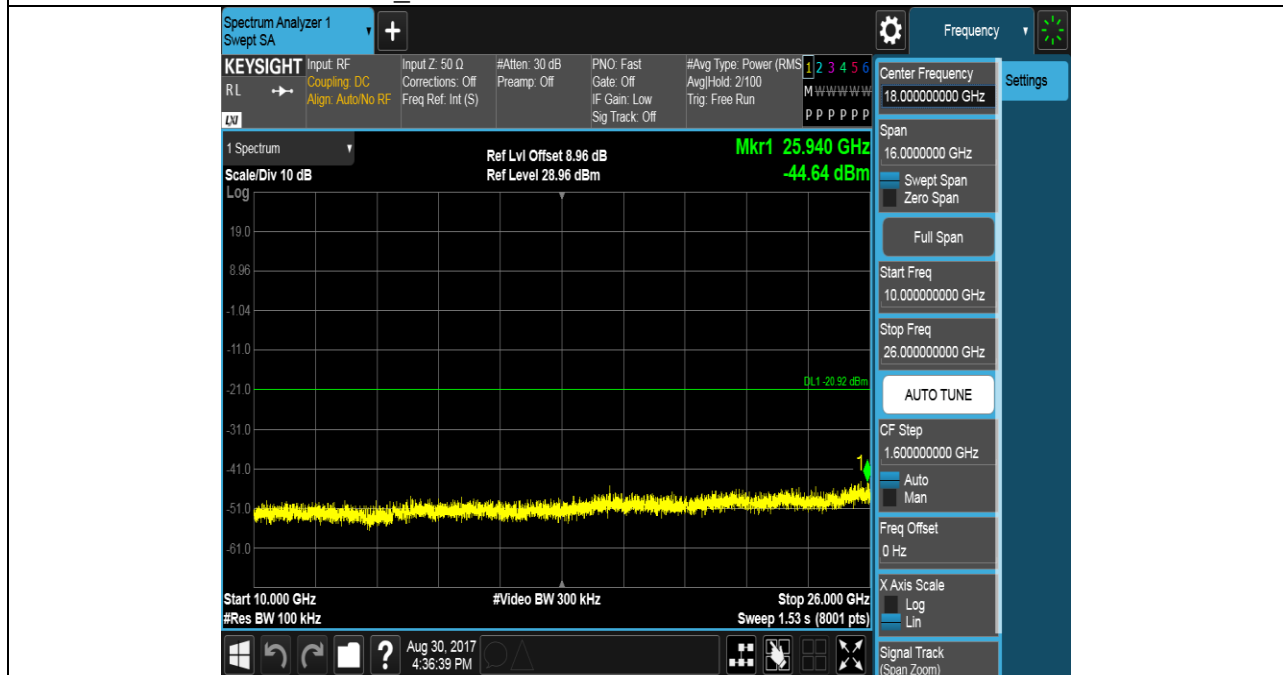 Spectrum Analyzer 1
Swept SA
+
Frequency
KEYSIGHT
RL
LXI
Input: RF
Coupling: DC
Align: Auto/No RF
Input Z: 50 Ω
Corrections: Off
Freq Ref: Int (S)
#Atten: 30 dB
Preamp: Off
PNO: Fast
Gate: Off
IF Gain: Low
Sig Track: Off
#Avg Type: Power (RMS
Avg|Hold: 2/100
Trig: Free Run
1 2 3 4 5 6
M W W W W W
P P P P P P
1 Spectrum
Scale/Div 10 dB
Ref Lvl Offset 8.96 dB
Ref Level 28.96 dBm
Mkr1 25.940 GHz
-44.64 dBm
Log
19.0
8.96
-1.04
-11.0
-21.0
-31.0
-41.0
-51.0
-61.0
DL1 -20.92 dBm
1
Start 10.000 GHz
#Res BW 100 kHz
#Video BW 300 kHz
Stop 26.000 GHz
Sweep 1.53 s (8001 pts)
?
Aug 30, 2017
4:36:39 PM
Center Frequency
18.000000000 GHz
Span
16.0000000 GHz
Swept Span
Zero Span
Full Span
Start Freq
10.000000000 GHz
Stop Freq
26.000000000 GHz
AUTO TUNE
CF Step
1.600000000 GHz
Auto
Man
Freq Offset
0 Hz
X Axis Scale
Log
Lin
Signal Track
(Span Zoom)
Settings